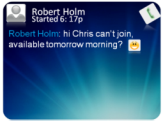 Robert Holm
Started 6: 17p
Robert Holm: hi Chris can't join,
available tomorrow morning?